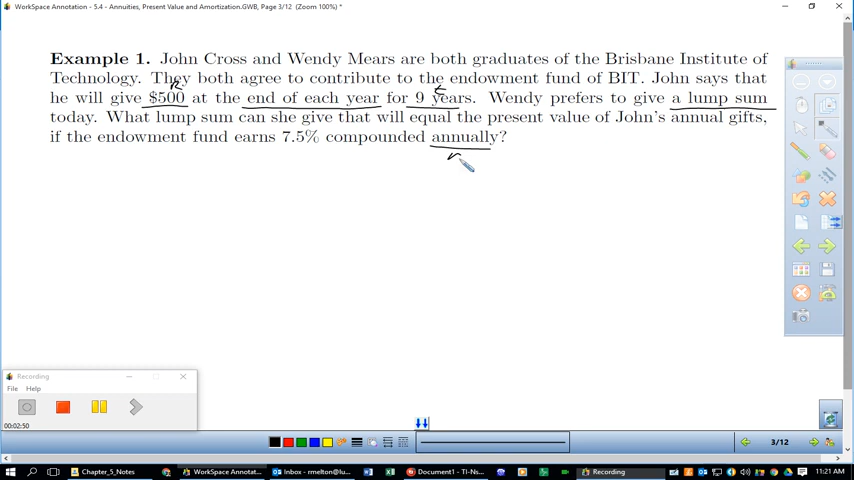 WorkSpace Annotation - 5.4 - Annuities, Present Value and Amortization.GWB, Page 3/12 (Zoom 100%) *
Example 1. John Cross and Wendy Mears are both graduates of the Brisbane Institute of
Technology. They both agree to contribute to the endowment fund of BIT. John says that
R t
he will give $500 at the end of each year for 9 years. Wendy prefers to give a lump sum
today. What lump sum can she give that will equal the present value of John's annual gifts,
if the endowment fund earns 7.5% compounded annually?
Recording
File Help
00:02:50
3/12
Chapter_5_Notes
WorkSpace Annotat...
Inbox - rmelton@lu...
Document1 - TI-Ns...
Recording
11:21 AM